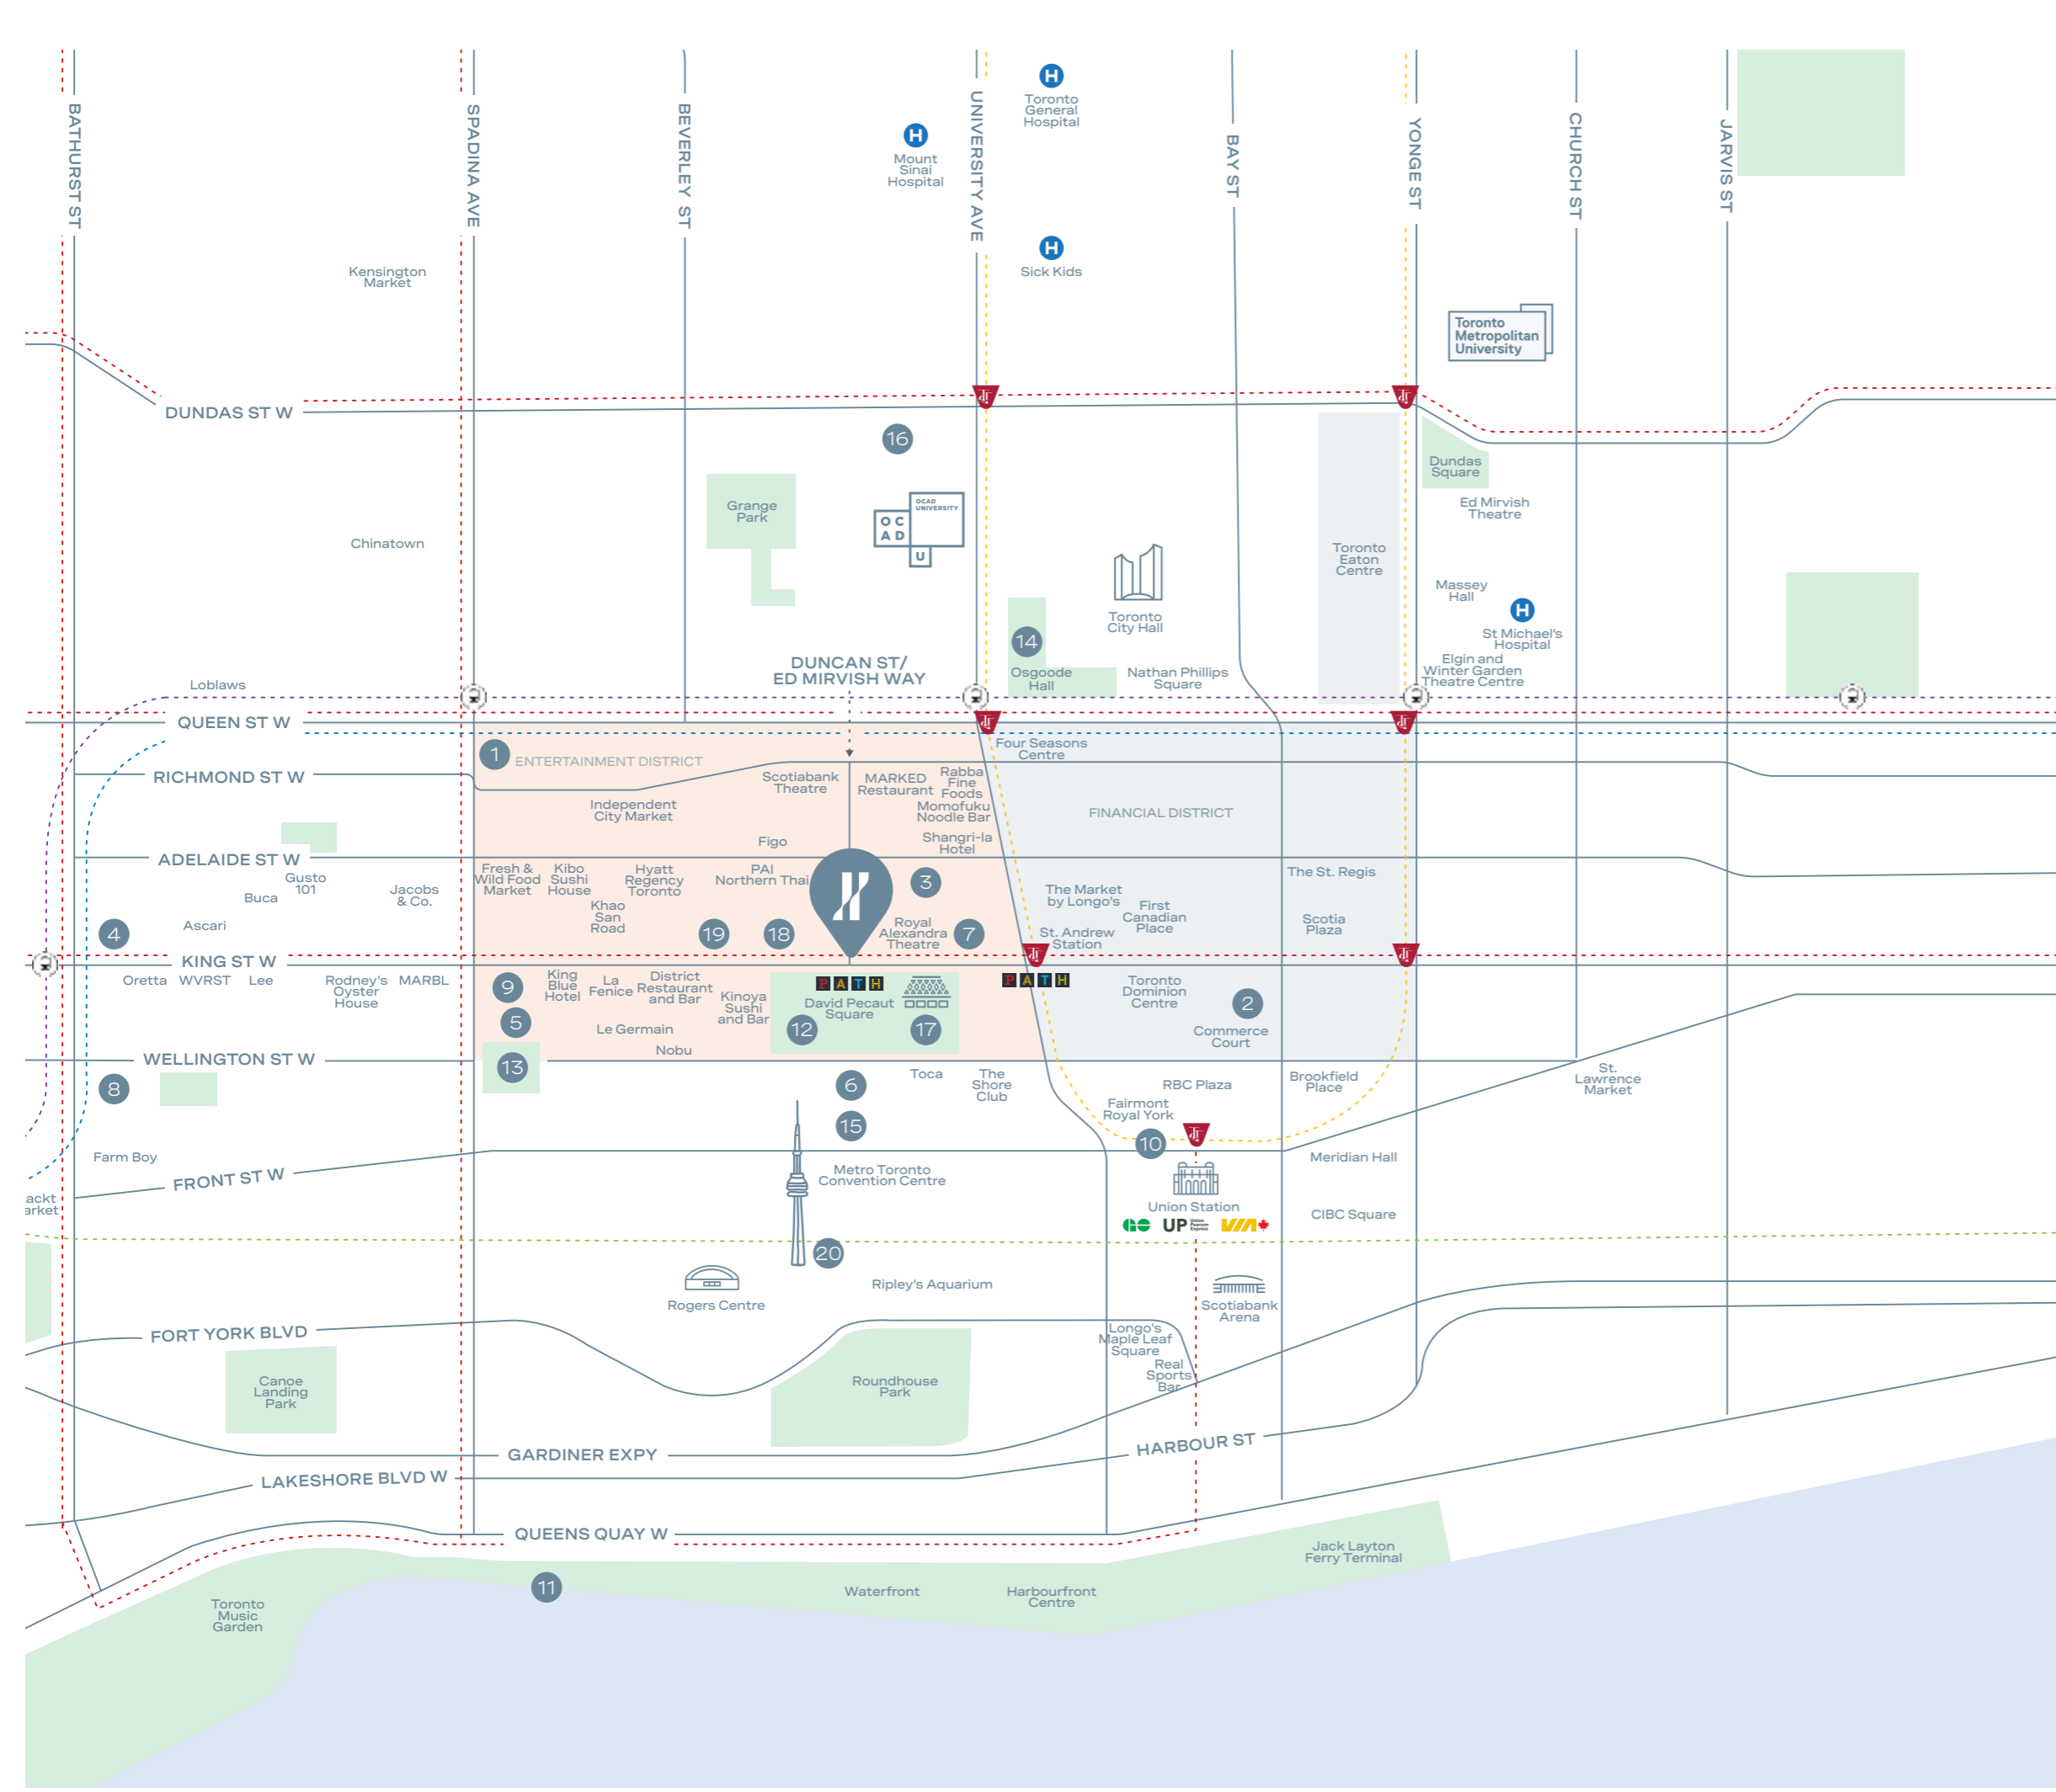 BATHURST ST
SPADINA AVE
BEVERLEY ST
UNIVERSITY AVE
BAY ST
YONGE ST
CHURCH ST
JARVIS ST
H
Toronto
General
Hospital
H
Mount
Sinai
Hospital
H
Sick Kids
Kensington
Market
Toronto
Metropolitan
University
DUNDAS ST W
16
Dundas
Square
Grange
Park
OCAD
UNIVERSITY
O C
A D
U
Ed Mirvish
Theatre
Chinatown
Toronto
Eaton
Centre
Massey
Hall
H
St Michael's
Hospital
Toronto
City Hall
14
Osgoode
Hall
Nathan Phillips
Square
Elgin and
Winter Garden
Theatre Centre
DUNCAN ST/
ED MIRVISH WAY
Loblaws
QUEEN ST W
1
ENTERTAINMENT DISTRICT
Four Seasons
Centre
RICHMOND ST W
Scotiabank
Theatre
MARKED
Restaurant
Rabba
Fine
Foods
Independent
City Market
Momofuku
Noodle Bar
FINANCIAL DISTRICT
Figo
Shangri-la
Hotel
ADELAIDE ST W
Gusto
101
Buca
Jacobs
& Co.
Fresh &
Wild Food
Market
Kibo
Sushi
House
Hyatt
Regency
Toronto
PAI
Northern Thai
3
The St. Regis
The Market
by Longo's
First
Canadian
Place
Scotia
Plaza
Khao
San
Road
4
Ascari
19
18
Royal
Alexandra
Theatre
7
St. Andrew
Station
KING ST W
Oretta
WVRST
Lee
Rodney's
Oyster
House
MARBL
9
King
Blue
Hotel
La
Fenice
District
Restaurant
and Bar
Kinoya
Sushi
and Bar
PATH
David Pecaut
Square
PATH
Toronto
Dominion
Centre
2
Commerce
Court
5
Le Germain
12
17
Nobu
WELLINGTON ST W
13
8
6
Toca
The
Shore
Club
RBC Plaza
Brookfield
Place
St.
Lawrence
Market
Fairmont
Royal York
15
10
Farm Boy
Meridian Hall
FRONT ST W
Metro Toronto
Convention Centre
ackt
arket
Union Station
GO
UP
Union
Pearson
Express
VIA
CIBC Square
20
Ripley's Aquarium
Rogers Centre
Scotiabank
Arena
FORT YORK BLVD
Longo's
Maple Leaf
Square
Real
Sports
Bar
Canoe
Landing
Park
Roundhouse
Park
GARDINER EXPY
HARBOUR ST
LAKESHORE BLVD W
QUEENS QUAY W
Jack Layton
Ferry Terminal
11
Waterfront
Harbourfront
Centre
Toronto
Music
Garden